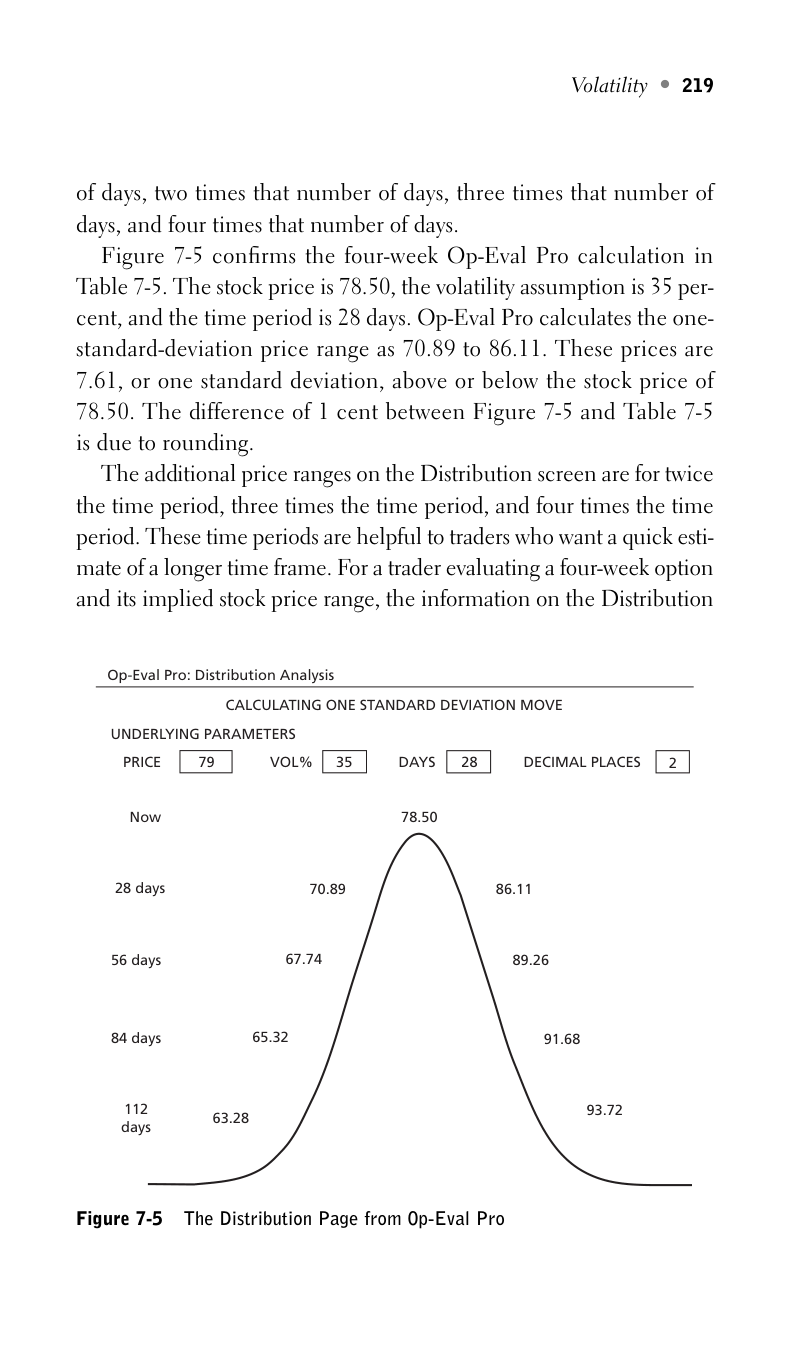 Volatility • 219
of days, two times that number of days, three times that number of
days, and four times that number of days.
Figure 7-5 confirms the four-week Op-Eval Pro calculation in
Table 7-5. The stock price is 78.50, the volatility assumption is 35 per-
cent, and the time period is 28 days. Op-Eval Pro calculates the one-
standard-deviation price range as 70.89 to 86.11. These prices are
7.61, or one standard deviation, above or below the stock price of
78.50. The difference of 1 cent between Figure 7-5 and Table 7-5
is due to rounding.
The additional price ranges on the Distribution screen are for twice
the time period, three times the time period, and four times the time
period. These time periods are helpful to traders who want a quick esti-
mate of a longer time frame. For a trader evaluating a four-week option
and its implied stock price range, the information on the Distribution
Op-Eval Pro: Distribution Analysis
CALCULATING ONE STANDARD DEVIATION MOVE
UNDERLYING PARAMETERS
PRICE 79 VOL% 35 DAYS 28 DECIMAL PLACES 2
Now 78.50
28 days 70.89 86.11
56 days 67.74 89.26
84 days 65.32 91.68
112
days 63.28 93.72
Figure 7-5 The Distribution Page from Op-Eval Pro